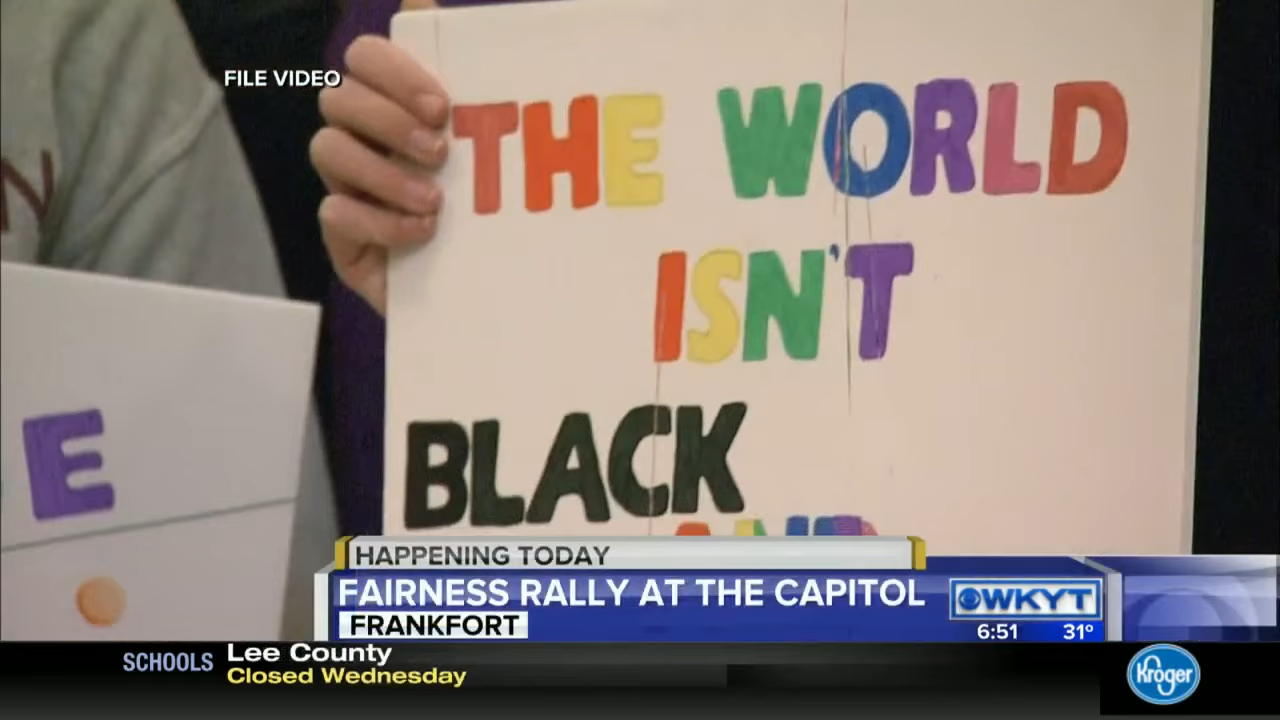 FILE VIDEO
THE WORLD
ISN'T
BLACK
AND
E
N
HAPPENING TODAY
FAIRNESS RALLY AT THE CAPITOL
FRANKFORT
WKYT
6:51 31°
SCHOOLS
Lee County
Closed Wednesday
Kroger